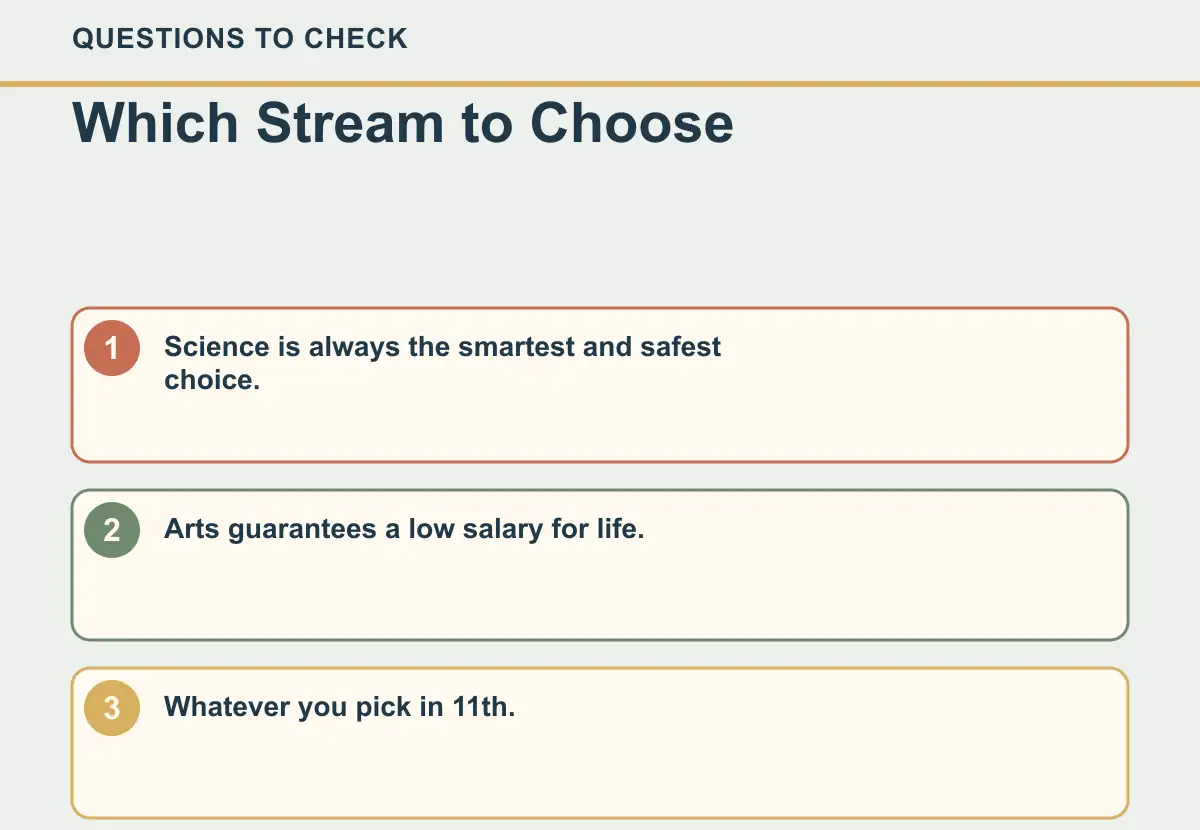 QUESTIONS TO CHECK
Which Stream to Choose
1
Science is always the smartest and safest
choice.
2
Arts guarantees a low salary for life.
3
Whatever you pick in 11th.